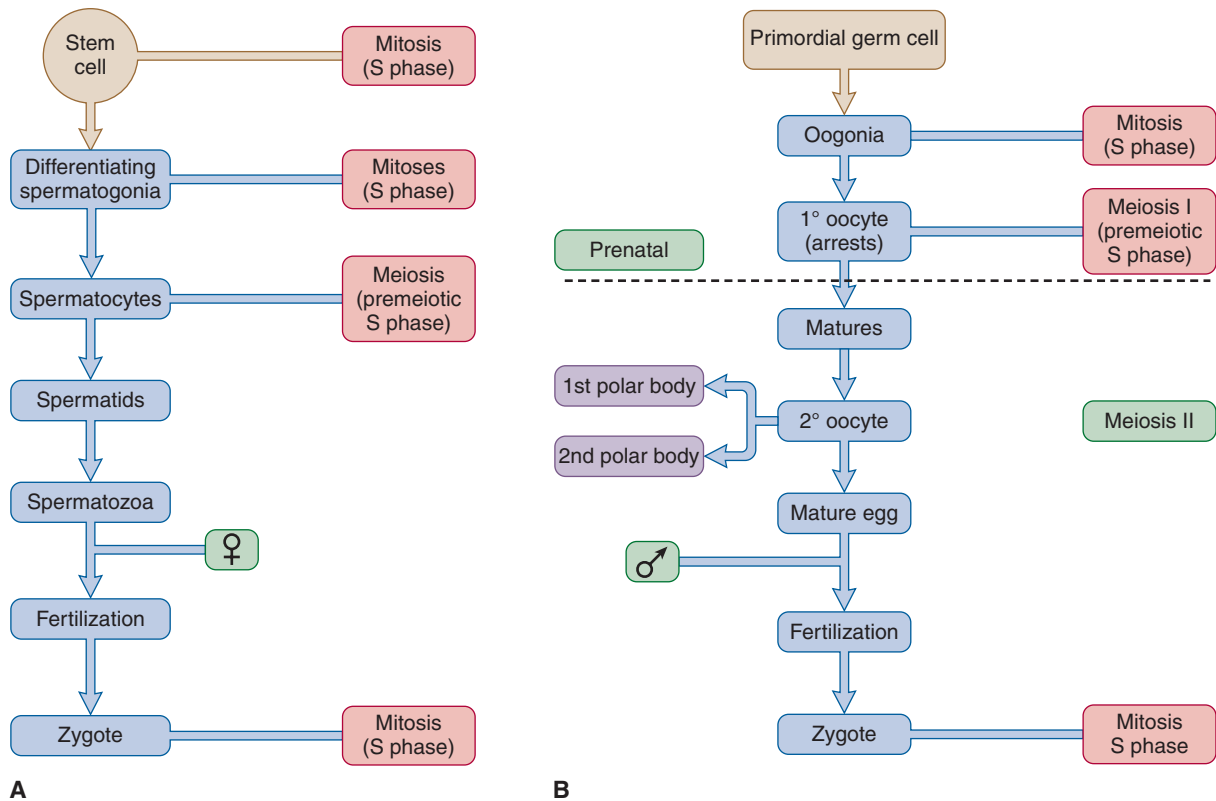 Stem
cell
Mitosis
(S phase)
Differentiating
spermatogonia
Mitoses
(S phase)
Spermatocytes
Meiosis
(premeiotic
S phase)
Spermatids
Spermatozoa
♀
Fertilization
Zygote
Mitosis
(S phase)
A
Primordial germ cell
Oogonia
Mitosis
(S phase)
1° oocyte
(arrests)
Meiosis I
(premeiotic
S phase)
Prenatal
Matures
1st polar body
2° oocyte
Meiosis II
2nd polar body
Mature egg
♂
Fertilization
Zygote
Mitosis
S phase
B